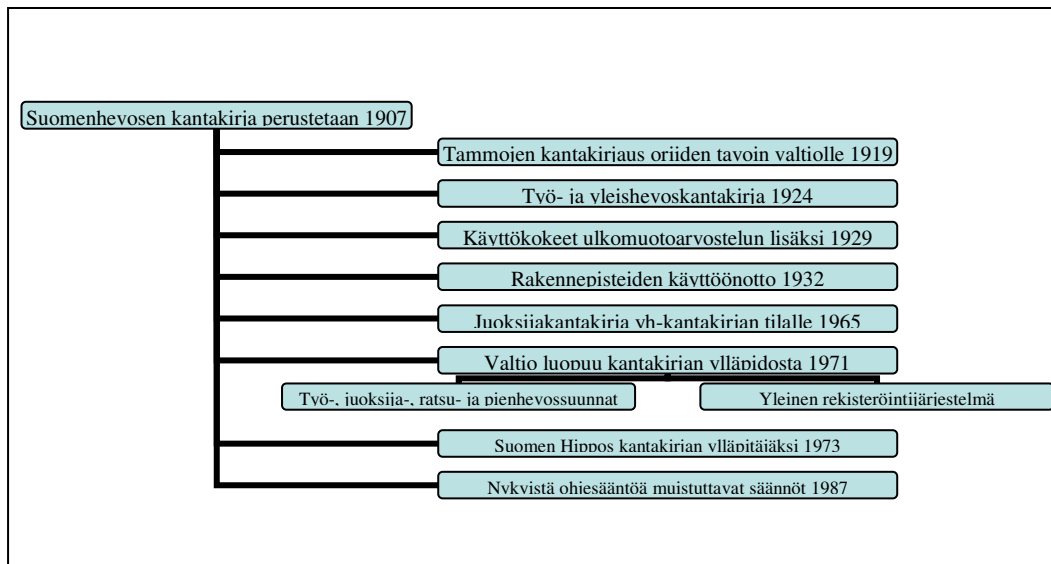 Suomenhevosen kantakirja perustetaan 1907
Tammojen kantakirjaus oriiden tavoin valtiolle 1919
Työ- ja yleishevoskantakirja 1924
Käyttökokeet ulkomuotoarvostelun lisäksi 1929
Rakennepisteiden käyttöönotto 1932
Juoksijakantakirja yh-kantakirjan tilalle 1965
Valtio luopuu kantakirjan ylläpidosta 1971
Työ-, juoksija-, ratsu- ja pienhevossuunnat
Yleinen rekisteröintijärjestelmä
Suomen Hippos kantakirjan ylläpitäjäksi 1973
Nykyistä ohjesääntöä muistuttavat säännöt 1987